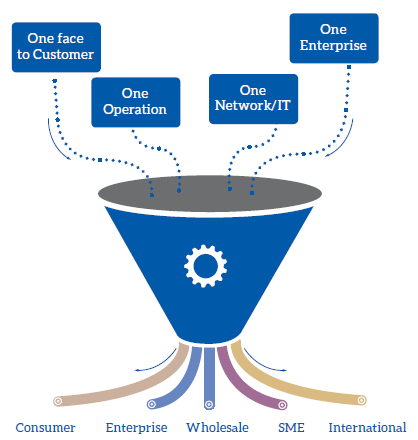 One face
to Customer
One
Operation
One
Network/IT
One
Enterprise
Consumer
Enterprise
Wholesale
SME
International